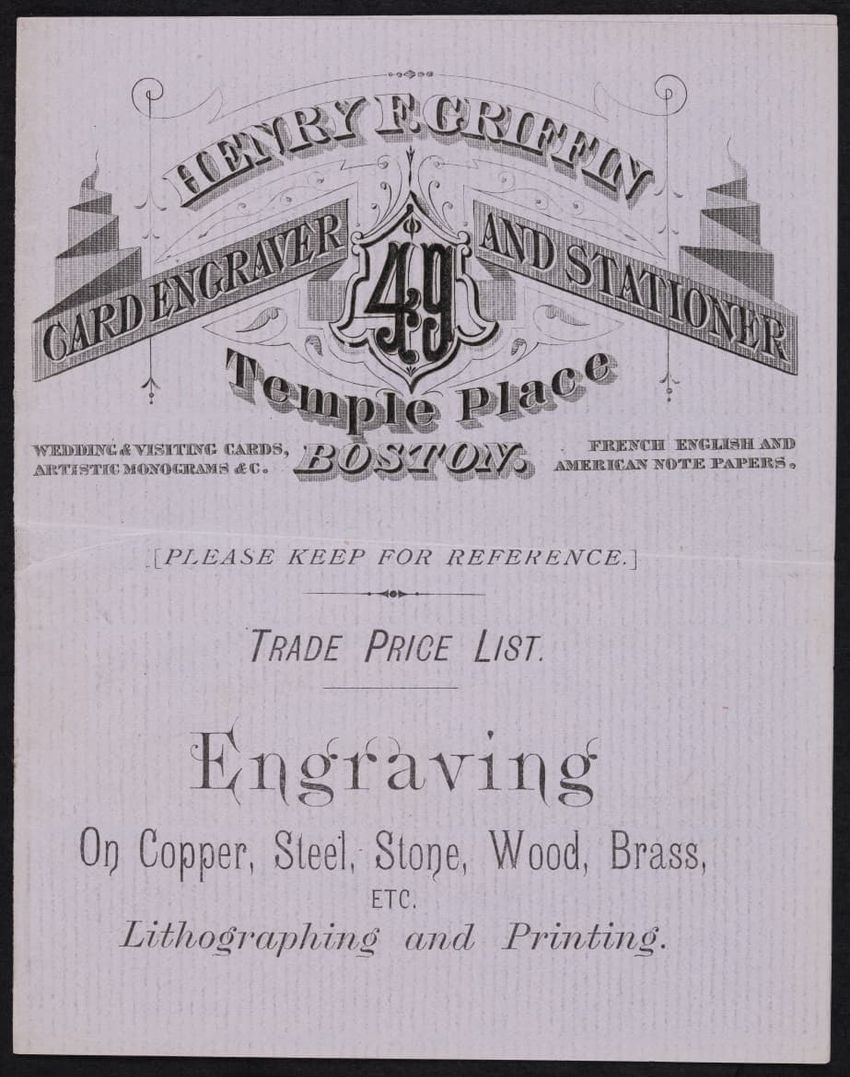 HENRY F. GRIFFIN
CARD ENGRAVER AND STATIONER
49
Temple Place
BOSTON.
WEDDING & VISITING CARDS,
ARTISTIC MONOGRAMS & C.
FRENCH ENGLISH AND
AMERICAN NOTE PAPERS.
[PLEASE KEEP FOR REFERENCE.]
TRADE PRICE LIST.
Engraving
On Copper, Steel, Stone, Wood, Brass,
ETC.
Lithographing and Printing.